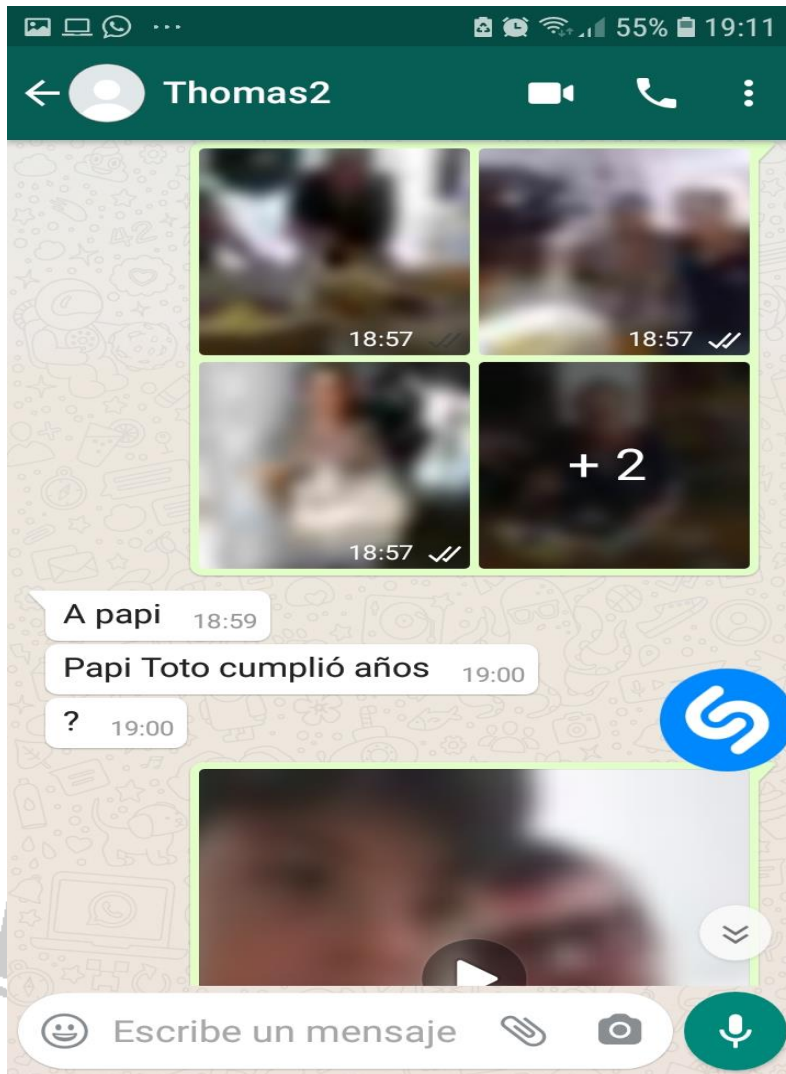 55% 19:11
Thomas2
18:57 18:57
+ 2
18:57
A papi 18:59
Papi Toto cumplió años 19:00
? 19:00
Escribe un mensaje